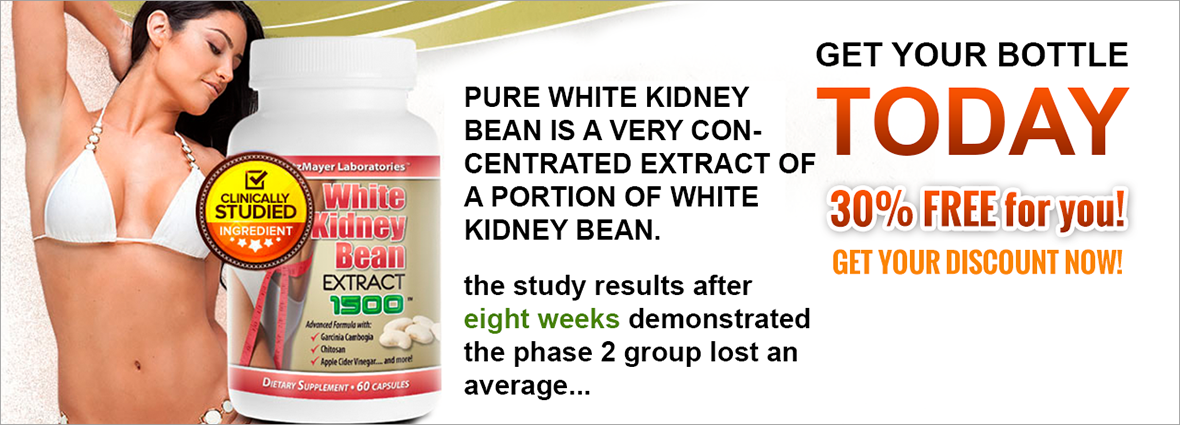 GET YOUR BOTTLE
TODAY
30% FREE for you!
GET YOUR DISCOUNT NOW!
PURE WHITE KIDNEY
BEAN IS A VERY CON-
CENTRATED EXTRACT OF
A PORTION OF WHITE
KIDNEY BEAN.
the study results after
eight weeks demonstrated
the phase 2 group lost an
average...
CLINICALLY
STUDIED
INGREDIENT
zMayer Laboratories™
White
Kidney
Bean
EXTRACT
1500™
Advanced Formula with:
Garcinia Cambogia
Chitosan
Apple Cider Vinegar.... and more!
DIETARY SUPPLEMENT • 60 CAPSULES